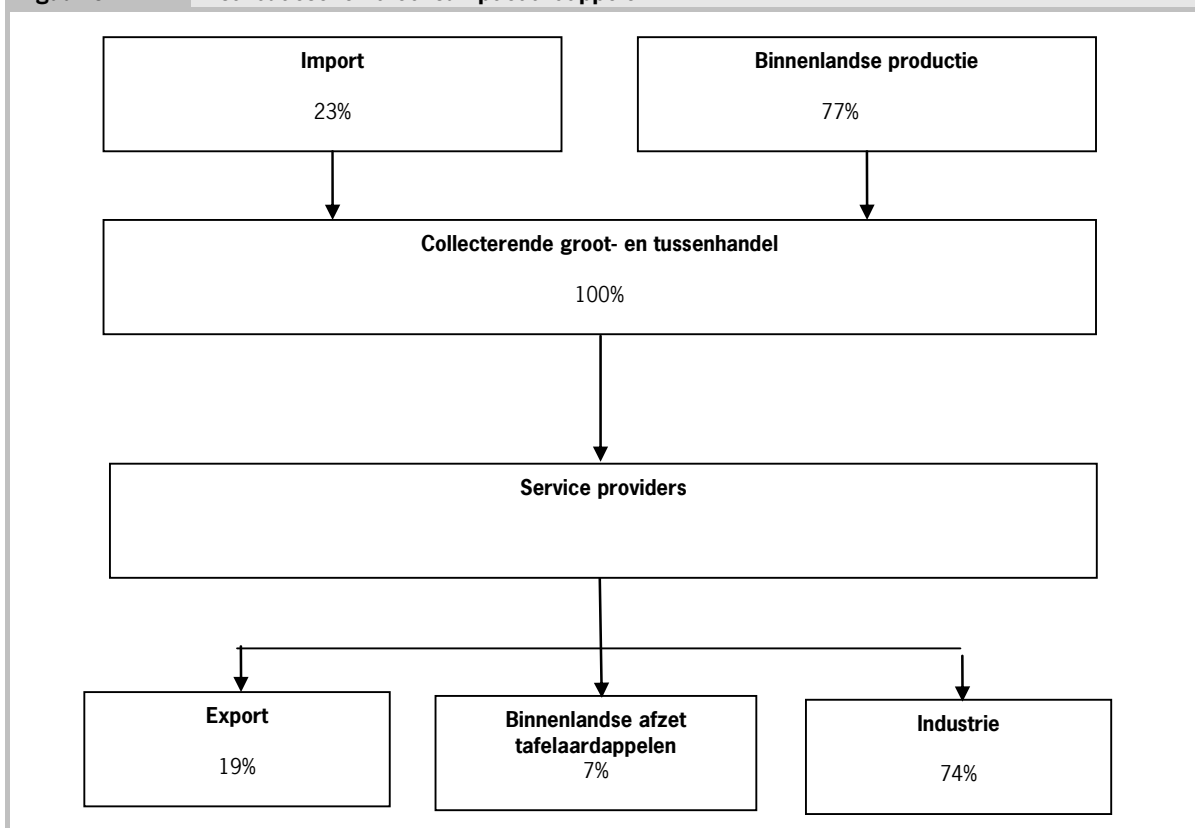 Import
23%
Binnenlandse productie
77%
Collecterende groot- en tussenhandel
100%
Service providers
Export
19%
Binnenlandse afzet
tafelaardappelen
7%
Industrie
74%